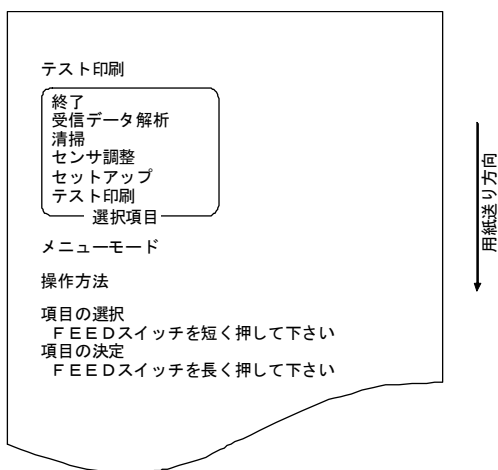 テスト印刷
終了
受信データ解析
清掃
センサ調整
セットアップ
テスト印刷
選択項目
メニューモード
操作方法
項目の選択
ＦＥＥＤスイッチを短く押して下さい
項目の決定
ＦＥＥＤスイッチを長く押して下さい
用紙送り方向